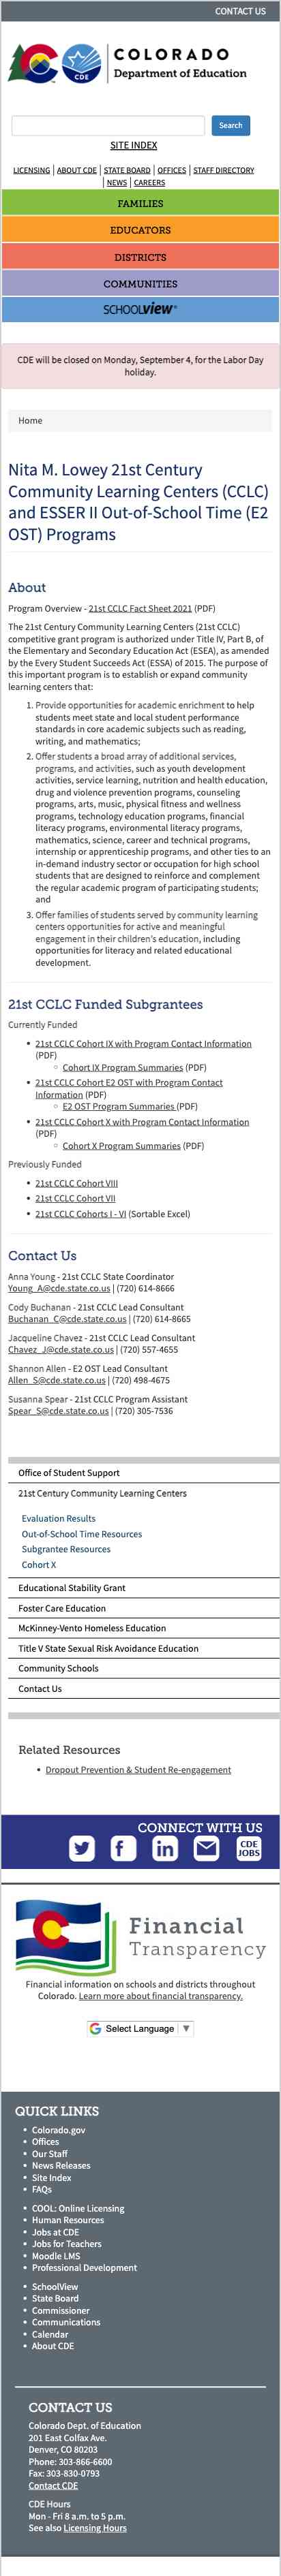 CONTACT US
COLORADO
Department of Education
CDE
Search
SITE INDEX
LICENSING | ABOUT CDE | STATE BOARD | OFFICES | STAFF DIRECTORY
| NEWS | CAREERS
FAMILIES
EDUCATORS
DISTRICTS
COMMUNITIES
SCHOOLVIEW®
CDE will be closed on Monday, September 4, for the Labor Day
holiday.
Home
Nita M. Lowey 21st Century
Community Learning Centers (CCLC)
and ESSER II Out-of-School Time (E2
OST) Programs
About
Program Overview - 21st CCLC Fact Sheet 2021 (PDF)
The 21st Century Community Learning Centers (21st CCLC)
competitive grant program is authorized under Title IV, Part B, of
the Elementary and Secondary Education Act (ESEA), as amended
by the Every Student Succeeds Act (ESSA) of 2015. The purpose of
this important program is to establish or expand community
learning centers that:
1. Provide opportunities for academic enrichment to help
students meet state and local student performance
standards in core academic subjects such as reading,
writing, and mathematics;
2. Offer students a broad array of additional services,
programs, and activities, such as youth development
activities, service learning, nutrition and health education,
drug and violence prevention programs, counseling
programs, arts, music, physical fitness and wellness
programs, technology education programs, financial
literacy programs, environmental literacy programs,
mathematics, science, career and technical programs,
internship or apprenticeship programs, and other ties to an
in-demand industry sector or occupation for high school
students that are designed to reinforce and complement
the regular academic program of participating students;
and
3. Offer families of students served by community learning
centers opportunities for active and meaningful
engagement in their children's education, including
opportunities for literacy and related educational
development.
21st CCLC Funded Subgrantees
Currently Funded
• 21st CCLC Cohort IX with Program Contact Information
(PDF)
○ Cohort IX Program Summaries (PDF)
• 21st CCLC Cohort E2 OST with Program Contact
Information (PDF)
○ E2 OST Program Summaries (PDF)
• 21st CCLC Cohort X with Program Contact Information
(PDF)
○ Cohort X Program Summaries (PDF)
Previously Funded
• 21st CCLC Cohort VIII
• 21st CCLC Cohort VII
• 21st CCLC Cohorts I - VI (Sortable Excel)
Contact Us
Anna Young - 21st CCLC State Coordinator
Young_A@cde.state.co.us | (720) 614-8666
Cody Buchanan - 21st CCLC Lead Consultant
Buchanan_C@cde.state.co.us | (720) 614-8665
Jacqueline Chavez - 21st CCLC Lead Consultant
Chavez_J@cde.state.co.us | (720) 557-4655
Shannon Allen - E2 OST Lead Consultant
Allen_S@cde.state.co.us | (720) 498-4675
Susanna Spear - 21st CCLC Program Assistant
Spear_S@cde.state.co.us | (720) 305-7536
Office of Student Support
21st Century Community Learning Centers
Evaluation Results
Out-of-School Time Resources
Subgrantee Resources
Cohort X
Educational Stability Grant
Foster Care Education
McKinney-Vento Homeless Education
Title V State Sexual Risk Avoidance Education
Community Schools
Contact Us
Related Resources
• Dropout Prevention & Student Re-engagement
CONNECT WITH US
CDE
JOBS
Financial
Transparency
Financial information on schools and districts throughout
Colorado. Learn more about financial transparency.
Select Language | ▼
QUICK LINKS
• Colorado.gov
• Offices
• Our Staff
• News Releases
• Site Index
• FAQs
• COOL: Online Licensing
• Human Resources
• Jobs at CDE
• Jobs for Teachers
• Moodle LMS
• Professional Development
• SchoolView
• State Board
• Commissioner
• Communications
• Calendar
• About CDE
CONTACT US
Colorado Dept. of Education
201 East Colfax Ave.
Denver, CO 80203
Phone: 303-866-6600
Fax: 303-830-0793
Contact CDE
CDE Hours
Mon - Fri 8 a.m. to 5 p.m.
See also Licensing Hours